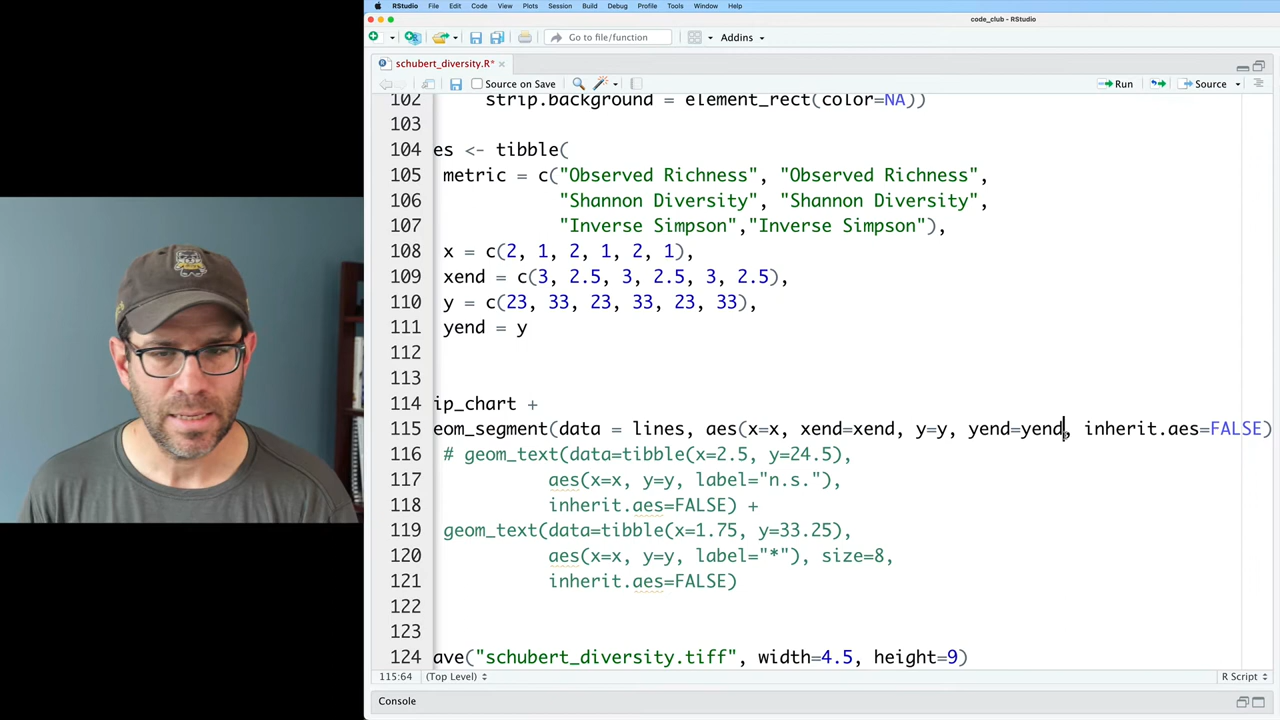 RStudio File Edit Code View Plots Session Build Debug Profile Tools Window Help
code_club - RStudio
Go to file/function Addins
schubert_diversity.R*
Source on Save Run Source
102 strip.background = element_rect(color=NA))
103
104 es <- tibble(
105 metric = c("Observed Richness", "Observed Richness",
106 "Shannon Diversity", "Shannon Diversity",
107 "Inverse Simpson","Inverse Simpson"),
108 x = c(2, 1, 2, 1, 2, 1),
109 xend = c(3, 2.5, 3, 2.5, 3, 2.5),
110 y = c(23, 33, 23, 33, 23, 33),
111 yend = y
112
113
114 ip_chart +
115 eom_segment(data = lines, aes(x=x, xend=xend, y=y, yend=yend, inherit.aes=FALSE)
116 # geom_text(data=tibble(x=2.5, y=24.5),
117 aes(x=x, y=y, label="n.s."),
118 inherit.aes=FALSE) +
119 geom_text(data=tibble(x=1.75, y=33.25),
120 aes(x=x, y=y, label="*"), size=8,
121 inherit.aes=FALSE)
122
123
124 ave("schubert_diversity.tiff", width=4.5, height=9)
115:64 (Top Level) R Script
Console